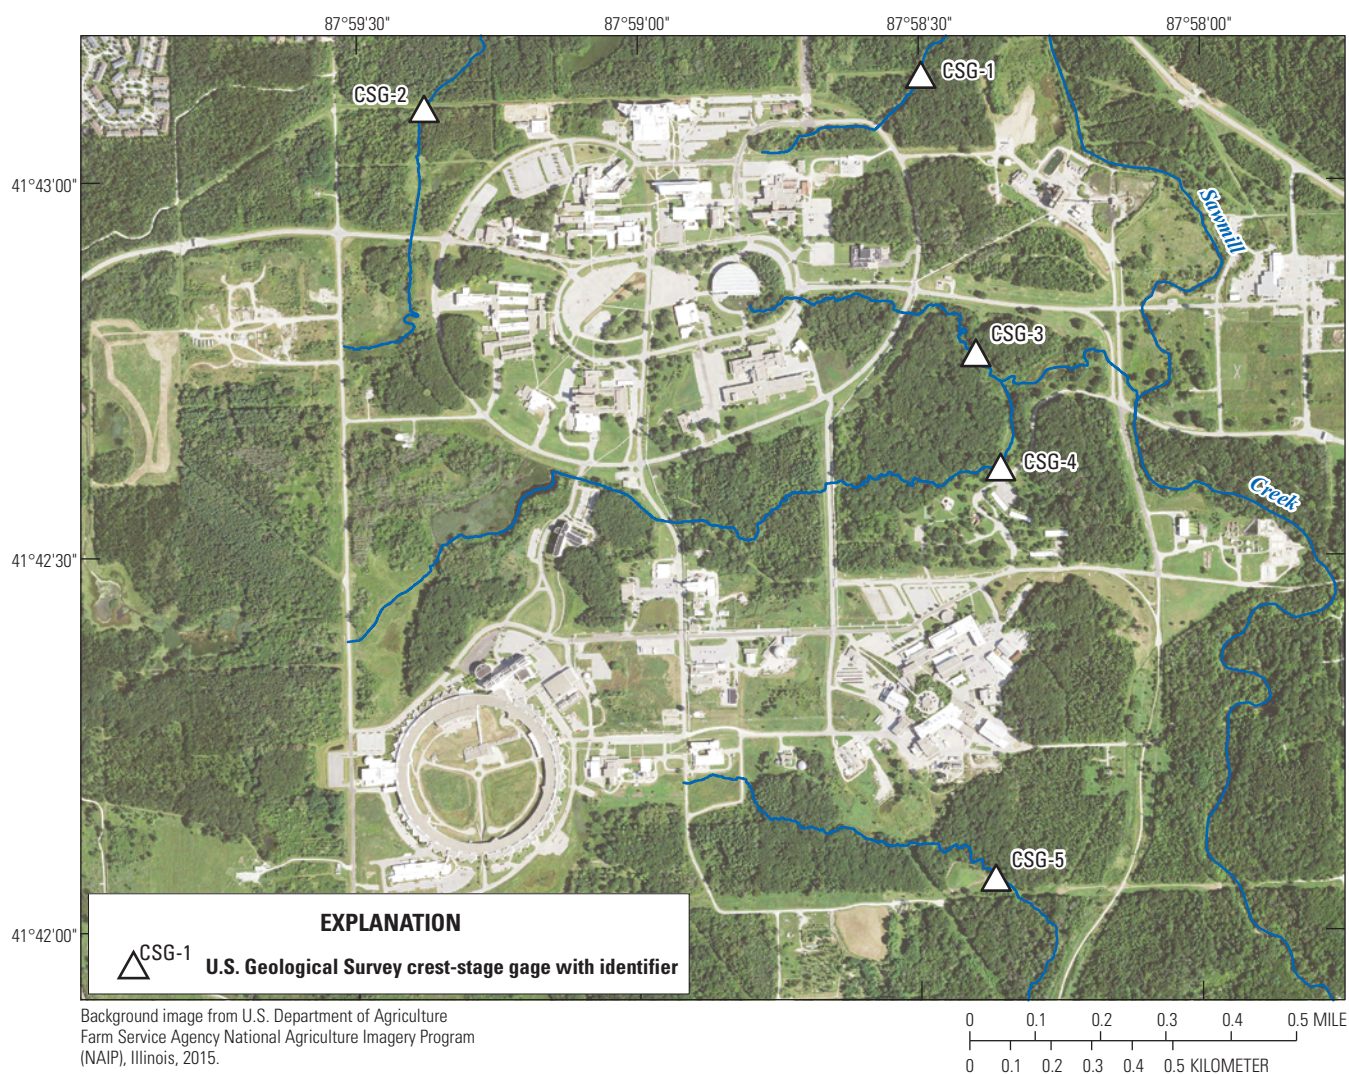 87°59'30" 87°59'00" 87°58'30" 87°58'00"
CSG-1
CSG-2
41°43'00"
Sawmill
CSG-3
CSG-4
Creek
41°42'30"
CSG-5
EXPLANATION
41°42'00"
CSG-1
U.S. Geological Survey crest-stage gage with identifier
Background image from U.S. Department of Agriculture
Farm Service Agency National Agriculture Imagery Program
(NAIP), Illinois, 2015.
0 0.1 0.2 0.3 0.4 0.5 MILE
0 0.1 0.2 0.3 0.4 0.5 KILOMETER